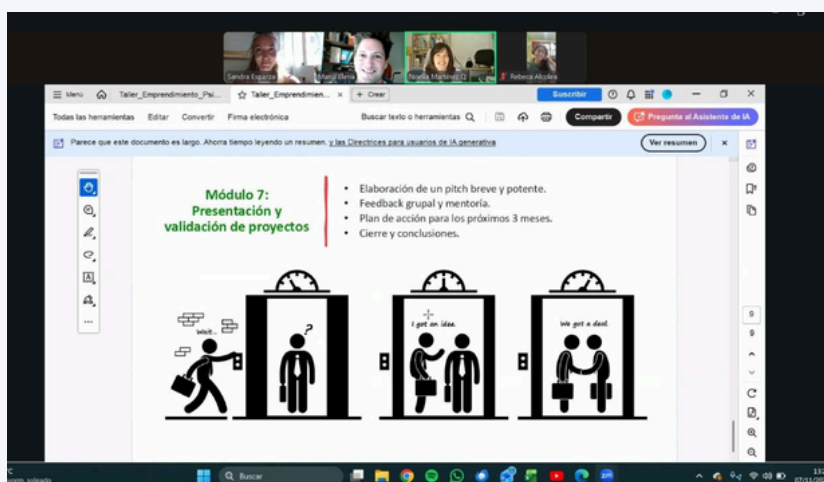 Sandra Esparza
Noelia Martínez Q
Rebeca Alcolea
Menú
Taller_Emprendimiento_Psi...
Taller_Emprendimien...
+ Crear
Suscribir
Todas las herramientas
Editar
Convertir
Firma electrónica
Buscar texto o herramientas
Compartir
Pregunta al Asistente de IA
Parece que este documento es largo. Ahorra tiempo leyendo un resumen. y las Directrices para usuarios de IA generativa
Ver resumen
Módulo 7:
Presentación y
validación de proyectos
• Elaboración de un pitch breve y potente.
• Feedback grupal y mentoría.
• Plan de acción para los próximos 3 meses.
• Cierre y conclusiones.
Wait...
?
I got an idea.
We got a deal.
9
9
Buscar